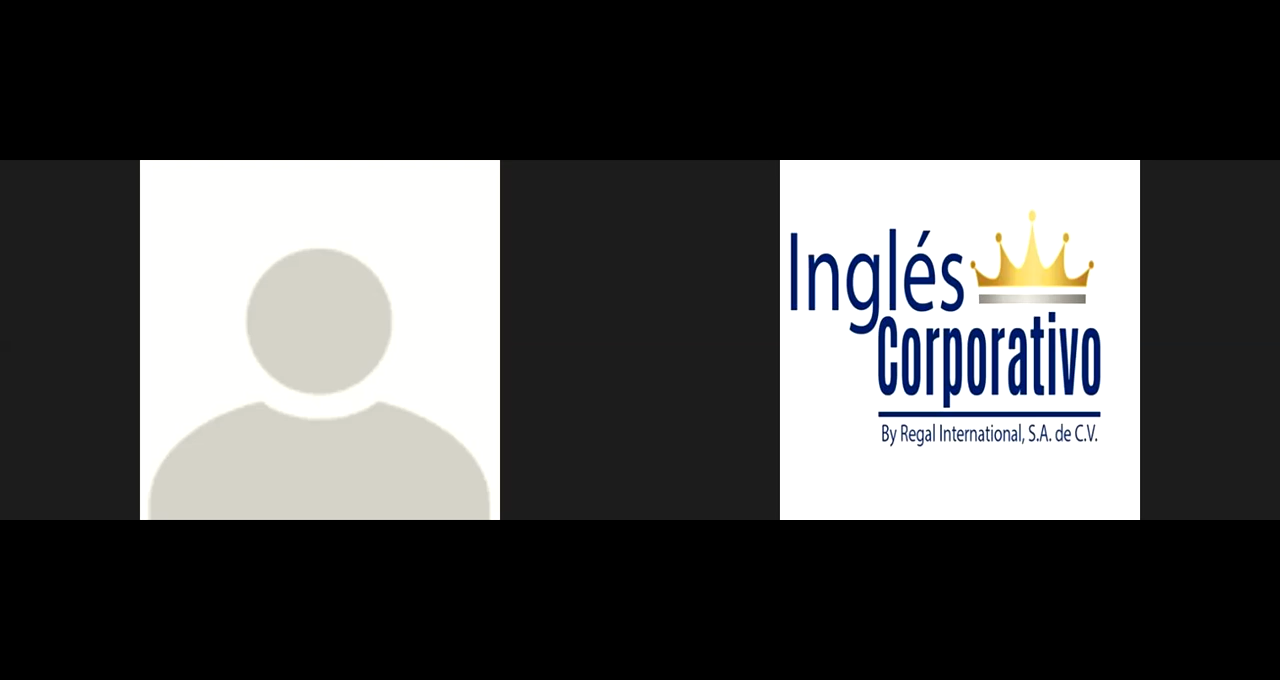 Inglés
Corporativo
By Regal International, S.A. de C.V.